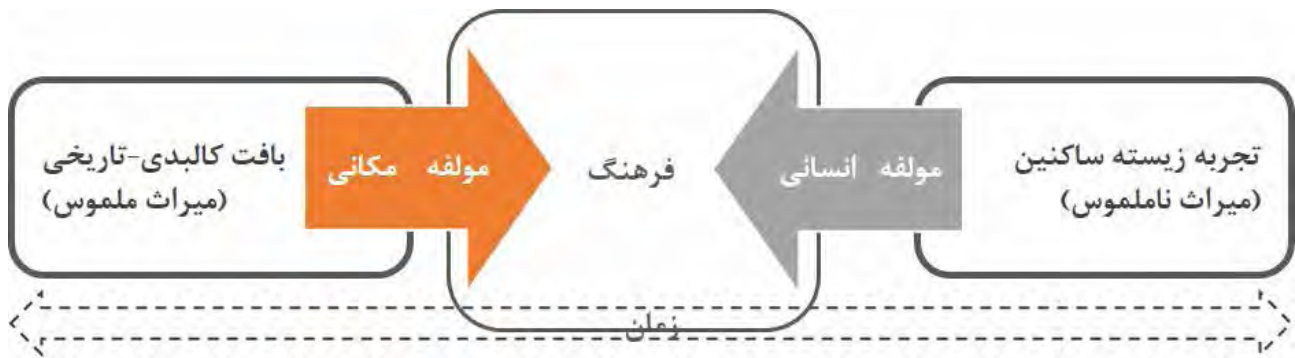 تجربه زیسته ساکنین
(میراث ناملموس)
مولفه انسانی
فرهنگ
مولفه مکانی
بافت کالبدی-تاریخی
(میراث ملموس)
زمان